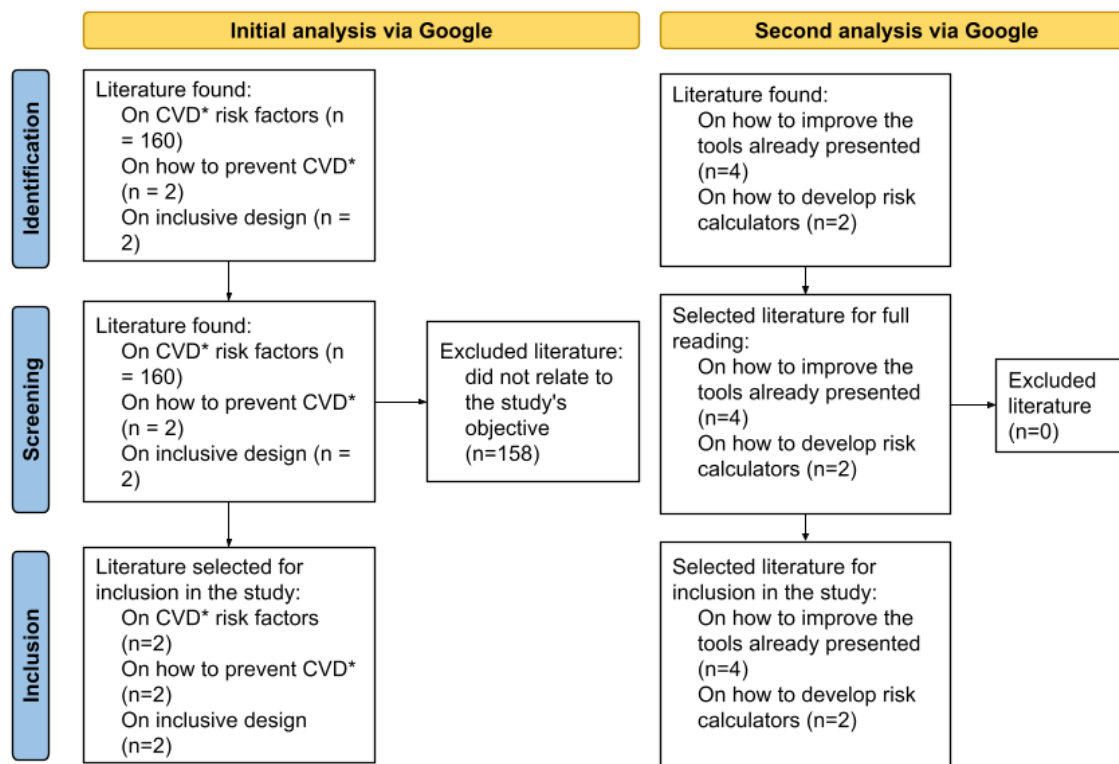 Initial analysis via Google
Second analysis via Google
Identification
Literature found:
On CVD* risk factors (n
= 160)
On how to prevent CVD*
(n = 2)
On inclusive design (n =
2)
Literature found:
On how to improve the
tools already presented
(n=4)
On how to develop risk
calculators (n=2)
Screening
Literature found:
On CVD* risk factors (n
= 160)
On how to prevent CVD*
(n = 2)
On inclusive design (n =
2)
Excluded literature:
did not relate to
the study's
objective
(n=158)
Selected literature for full
reading:
On how to improve the
tools already presented
(n=4)
On how to develop risk
calculators (n=2)
Excluded
literature
(n=0)
Inclusion
Literature selected for
inclusion in the study:
On CVD* risk factors
(n=2)
On how to prevent CVD*
(n=2)
On inclusive design
(n=2)
Selected literature for
inclusion in the study:
On how to improve the
tools already presented
(n=4)
On how to develop risk
calculators (n=2)